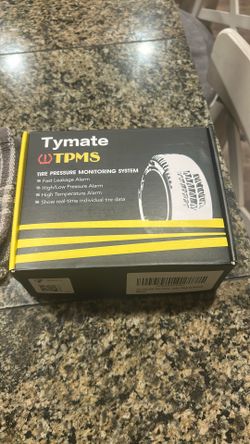 Tymate
TPMS
TIRE PRESSURE MONITORING SYSTEM
Fast Leakage Alarm
High/Low Pressure Alarm
High Temperature Alarm
Show real-time individual tire data